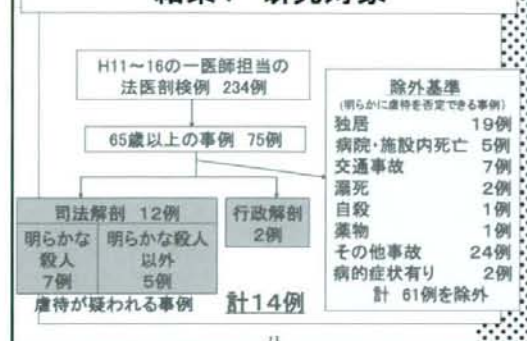 H11～16の一医師担当の
法医剖検例 234例
65歳以上の事例 75例
司法解剖 12例
明らかな
殺人
7例
明らかな殺人
以外
5例
行政解剖
2例
虐待が疑われる事例
計14例
除外基準
(明らかに虐待を否定できる事例)
独居 19例
病院・施設内死亡 5例
交通事故 7例
溺死 2例
自殺 1例
薬物 1例
その他事故 24例
病的症状有り 2例
計 61例を除外
13